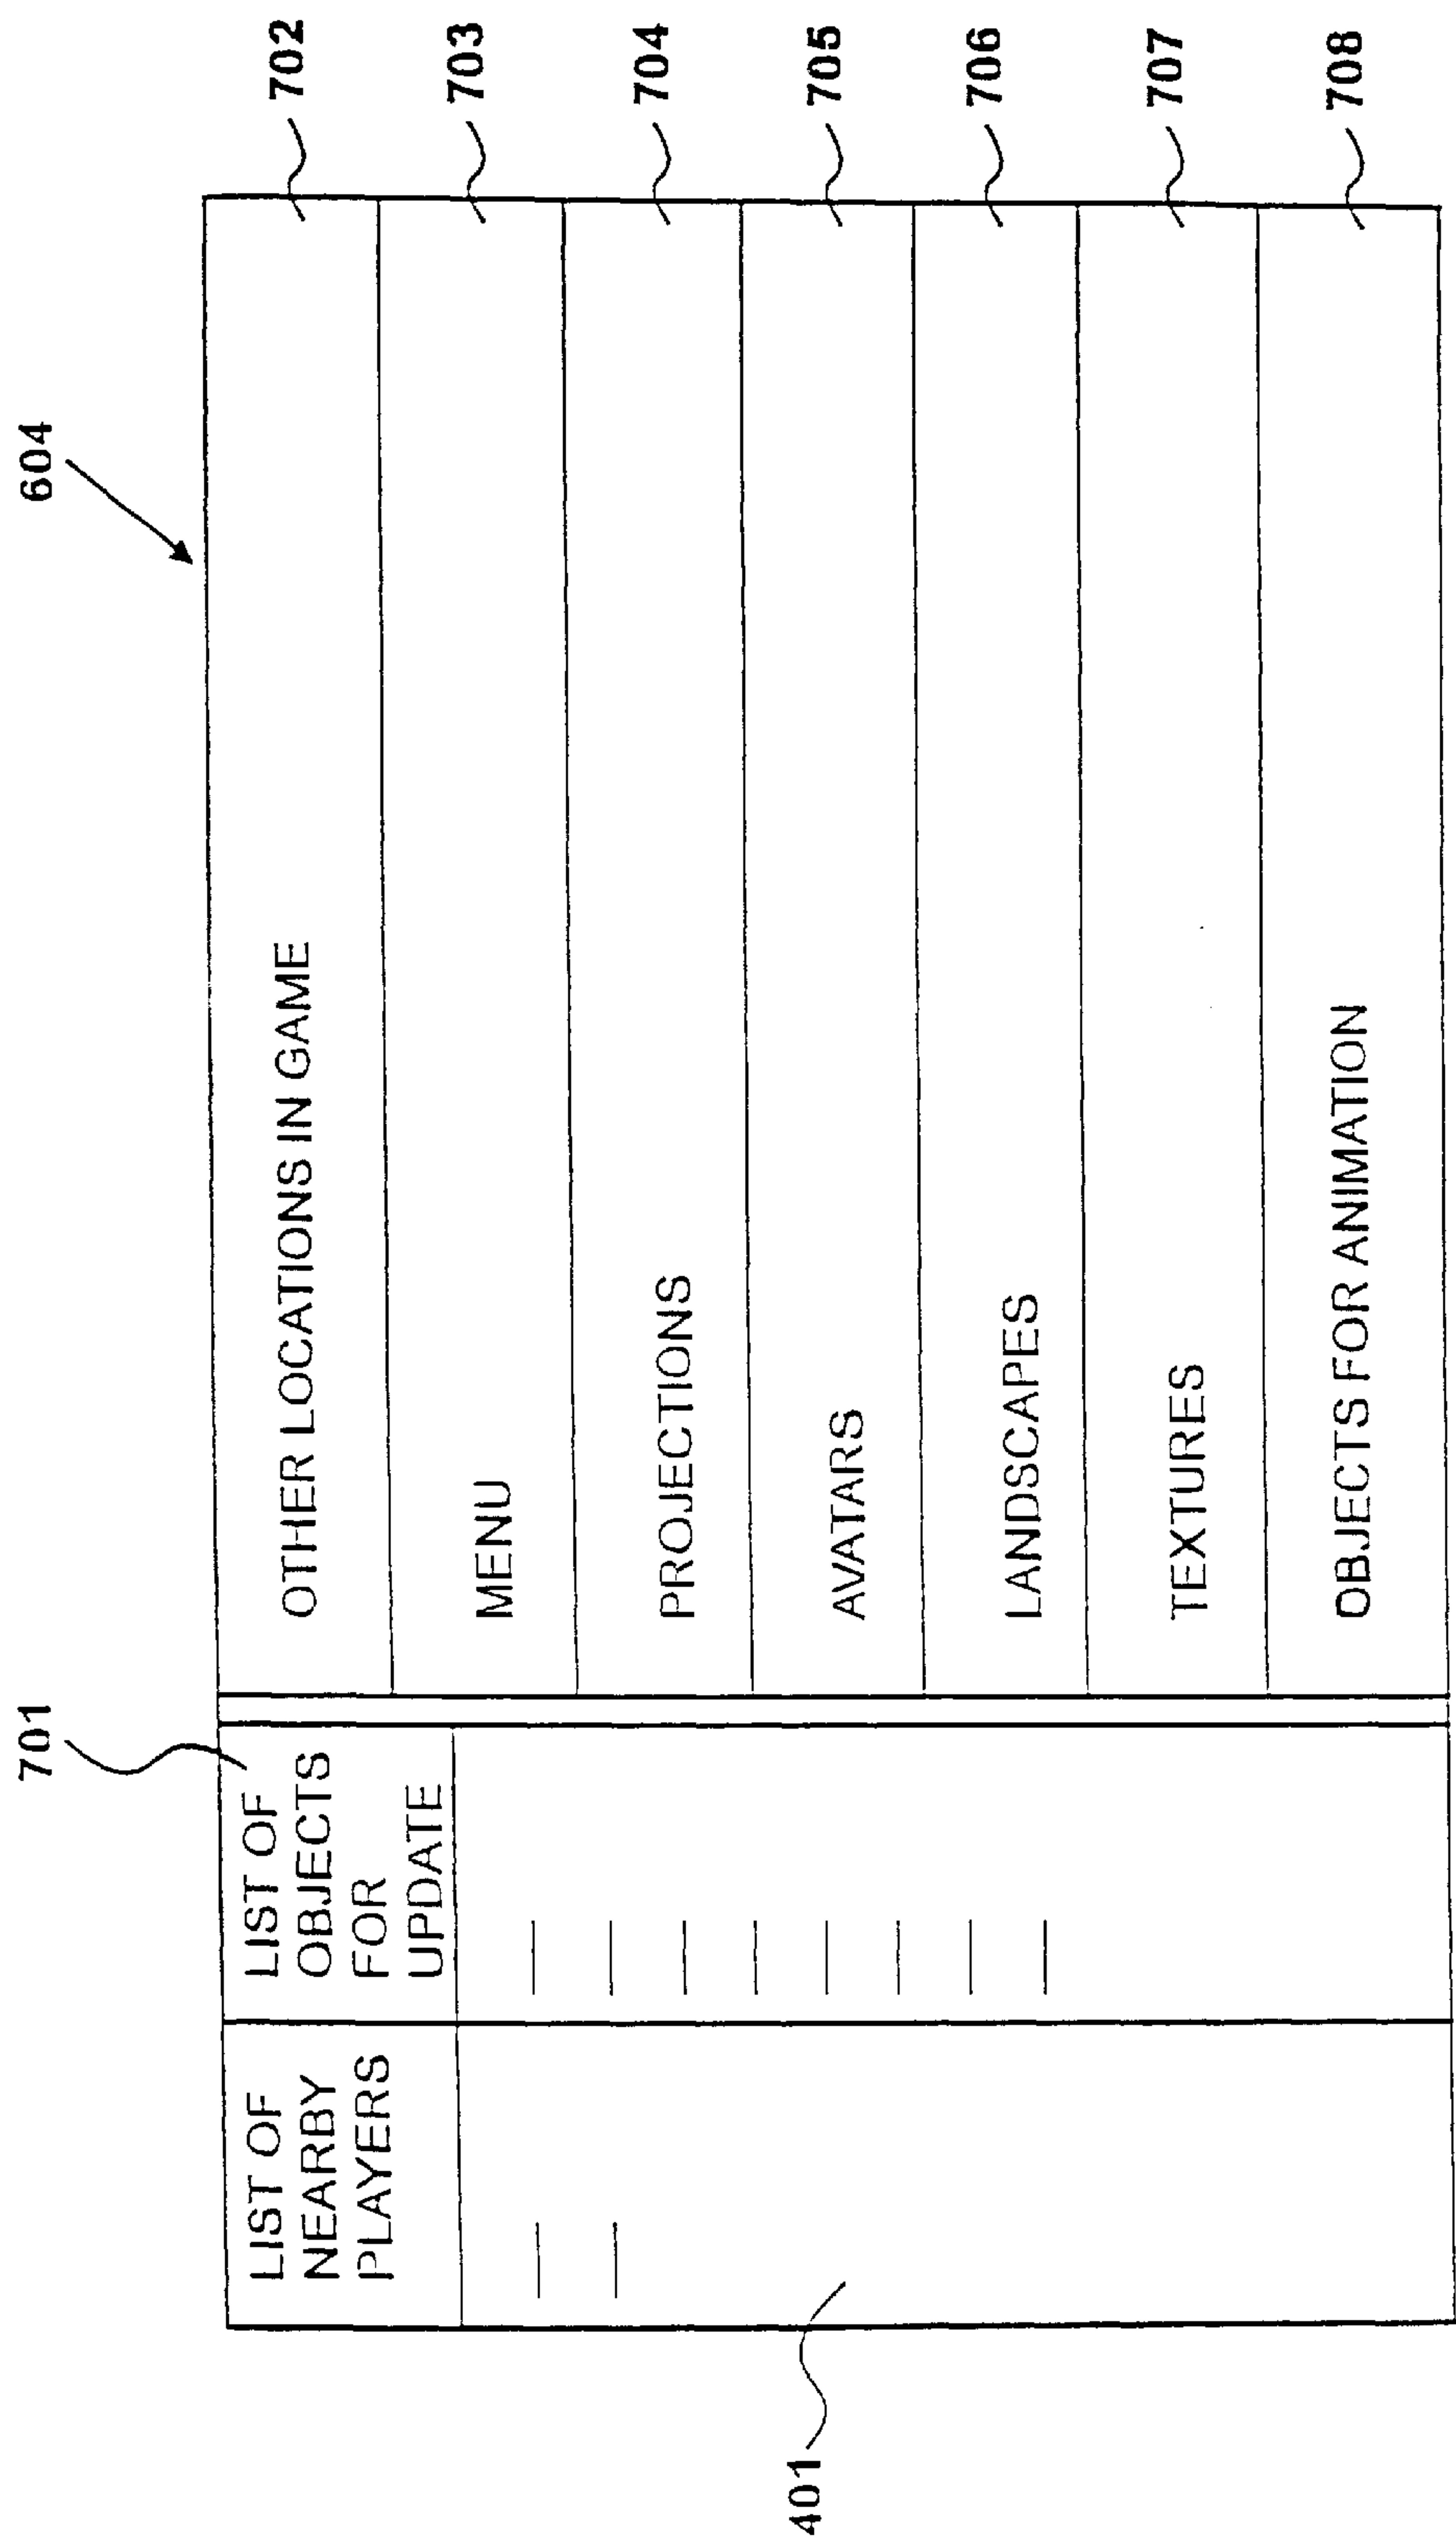 604
701
LIST OF
NEARBY
PLAYERS
LIST OF
OBJECTS
FOR
UPDATE
OTHER LOCATIONS IN GAME
702
MENU
703
PROJECTIONS
704
AVATARS
705
LANDSCAPES
706
TEXTURES
707
OBJECTS FOR ANIMATION
708
401